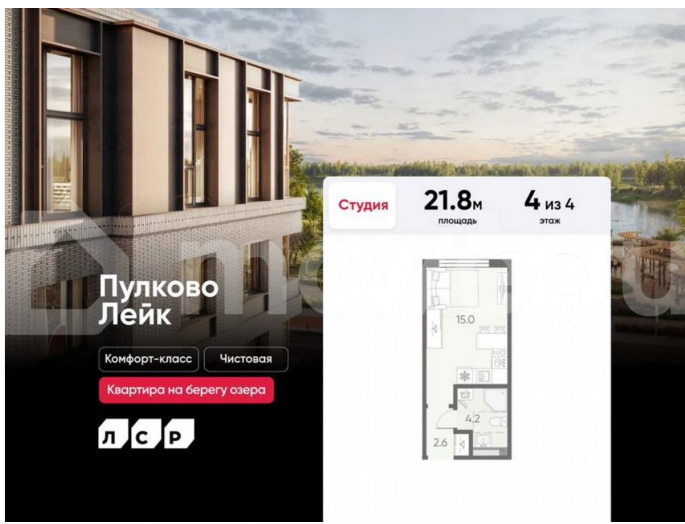 Студия
21.8м
площадь
4 из 4
этаж
Пулково
Лейк
Комфорт-класс
Чистовая
Квартира на берегу озера
ЛСР
15.0
4.2
2.6